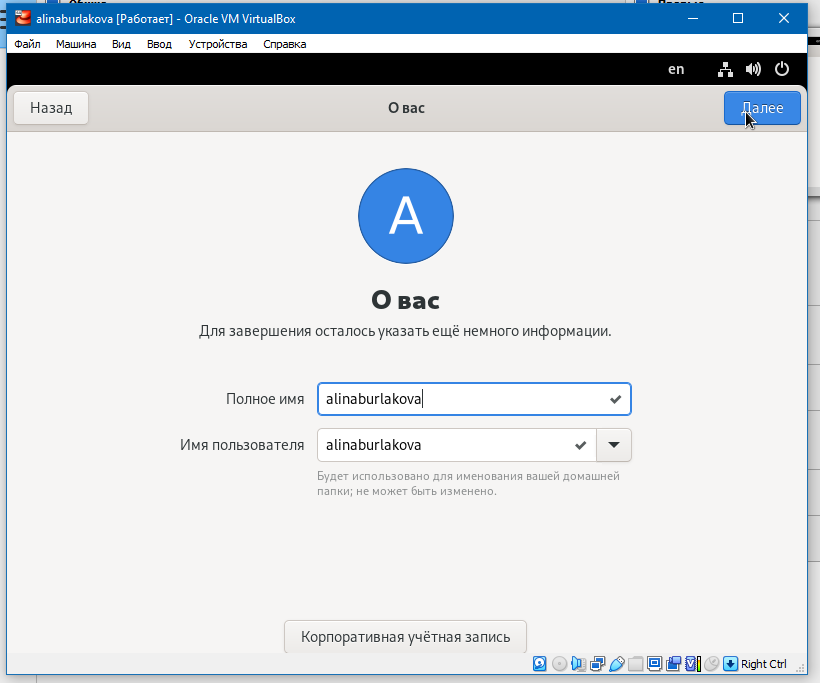 alinaburlakova [Работает] - Oracle VM VirtualBox
Файл Машина Вид Ввод Устройства Справка
en
Назад О вас Далее
A
О вас
Для завершения осталось указать ещё немного информации.
Полное имя alinaburlakova
Имя пользователя alinaburlakova
Будет использовано для именования вашей домашней
папки; не может быть изменено.
Корпоративная учётная запись
Right Ctrl